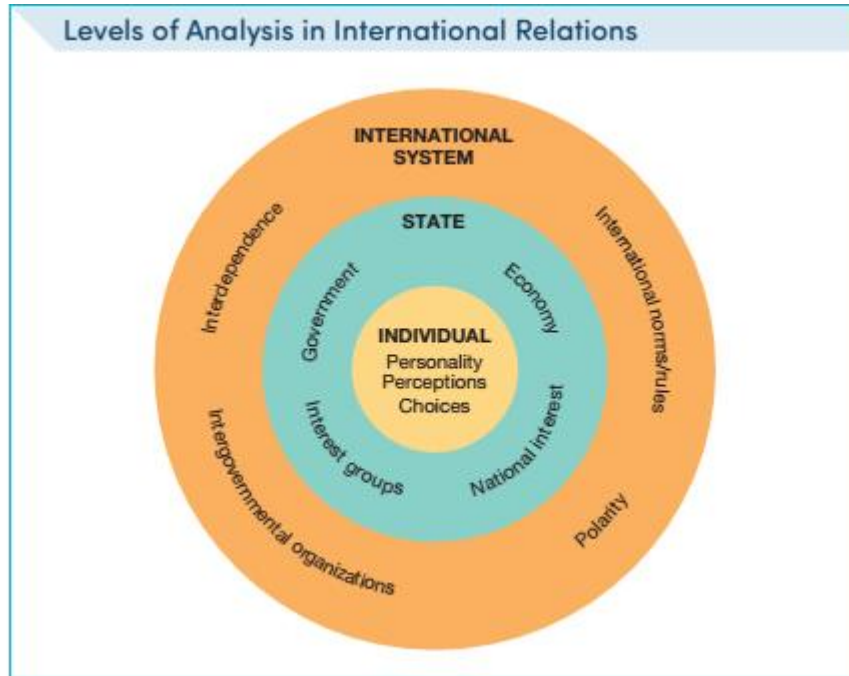 Levels of Analysis in International Relations
INTERNATIONAL
SYSTEM
Interdependence
International norms/rules
Intergovernmental organizations
Polarity
STATE
Government
Economy
Interest groups
National interest
INDIVIDUAL
Personality
Perceptions
Choices